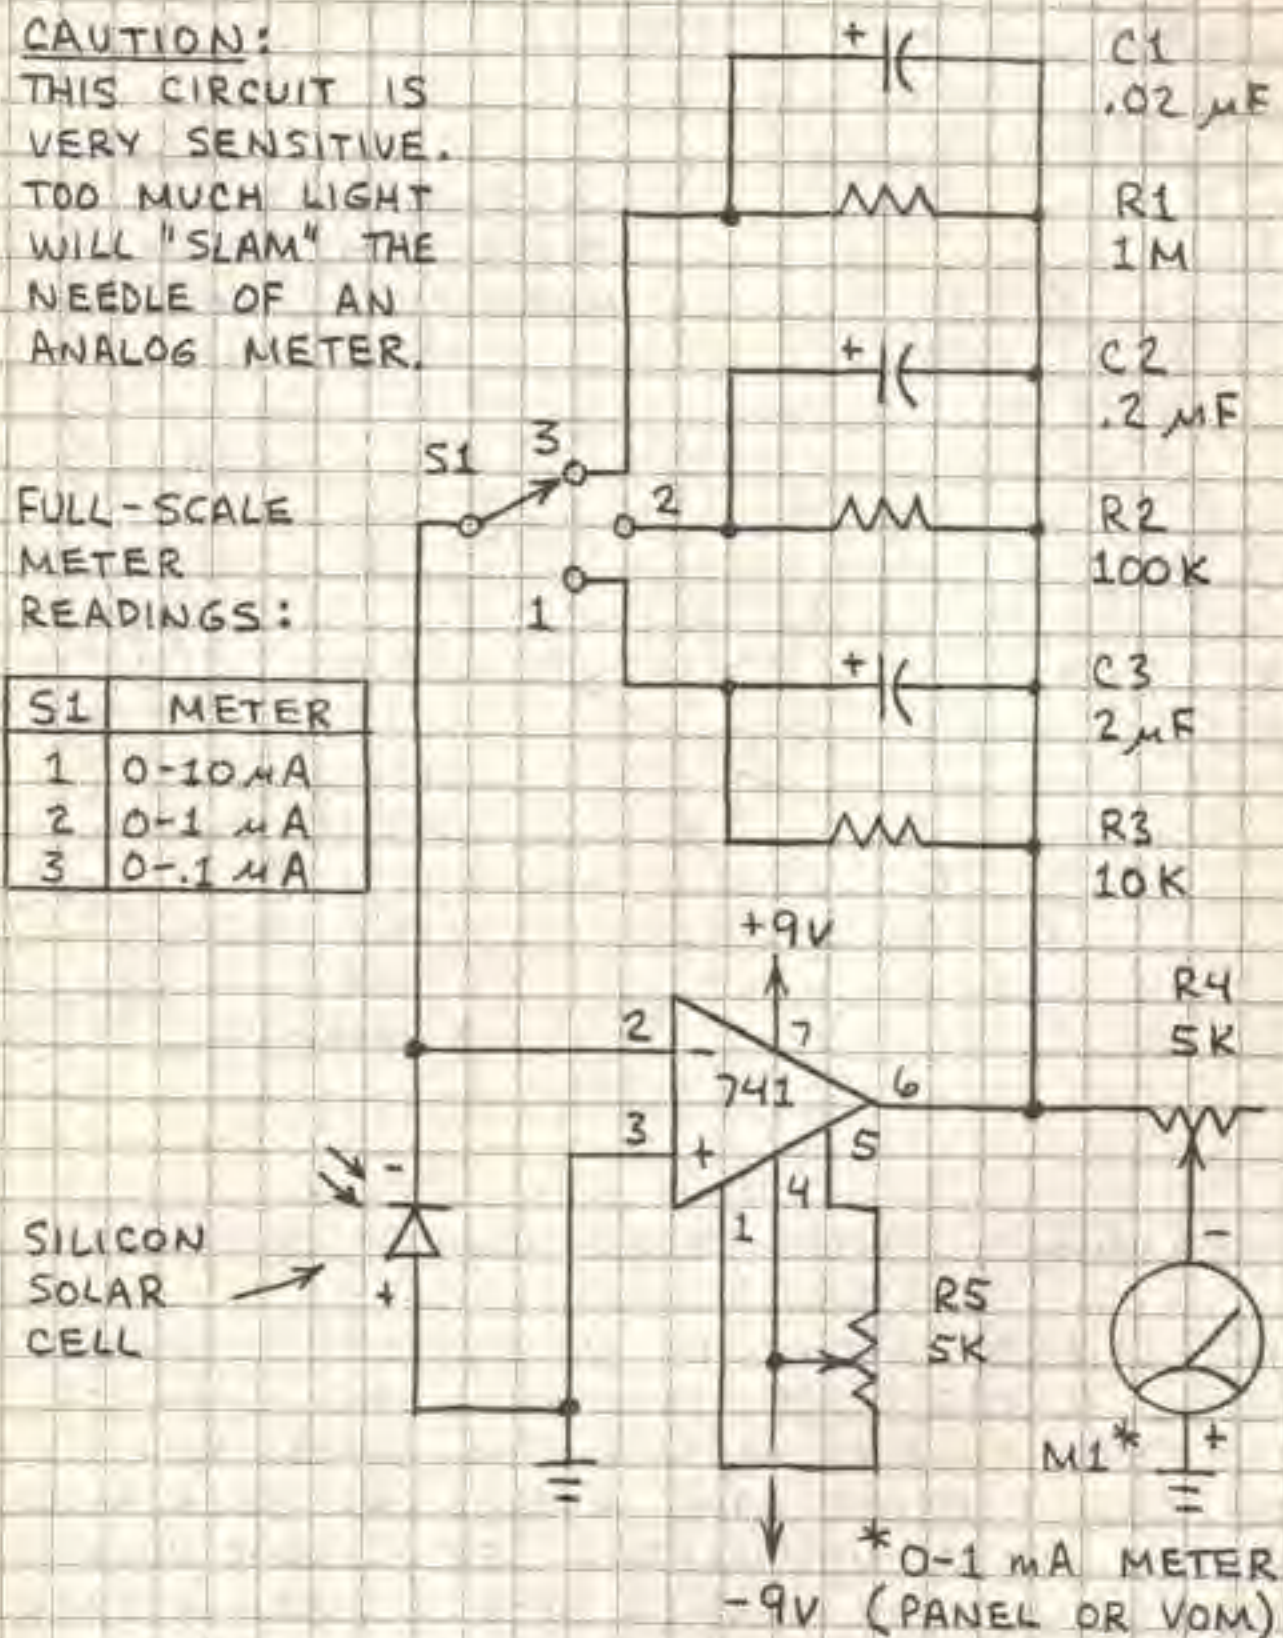 CAUTION:
THIS CIRCUIT IS
VERY SENSITIVE.
TOO MUCH LIGHT
WILL "SLAM" THE
NEEDLE OF AN
ANALOG METER.
+
C1
.02 µF
R1
1M
+
C2
.2 µF
S1
3
2
1
R2
100K
FULL-SCALE
METER
READINGS:
S1 METER
1 0-10 µA
2 0-1 µA
3 0-.1 µA
+
C3
2 µF
R3
10K
+9V
R4
5K
2
-
7
741
6
3
+
5
4
1
-
SILICON
SOLAR
CELL
+
R5
5K
-
M1*
+
*0-1 mA METER
-9V (PANEL OR VOM)